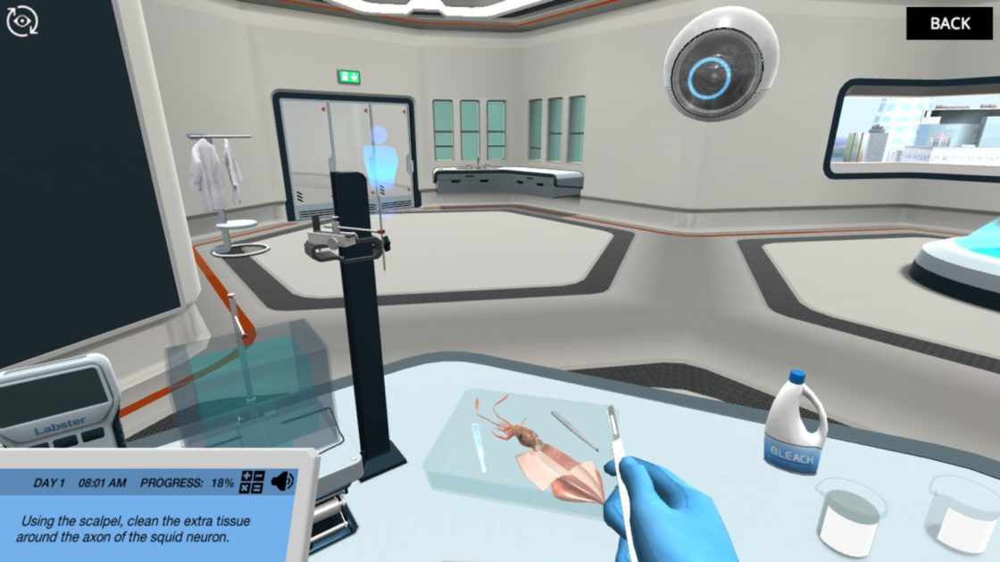 BACK
Labster
BLEACH
DAY 1 08:01 AM PROGRESS: 18%
Using the scalpel, clean the extra tissue
around the axon of the squid neuron.